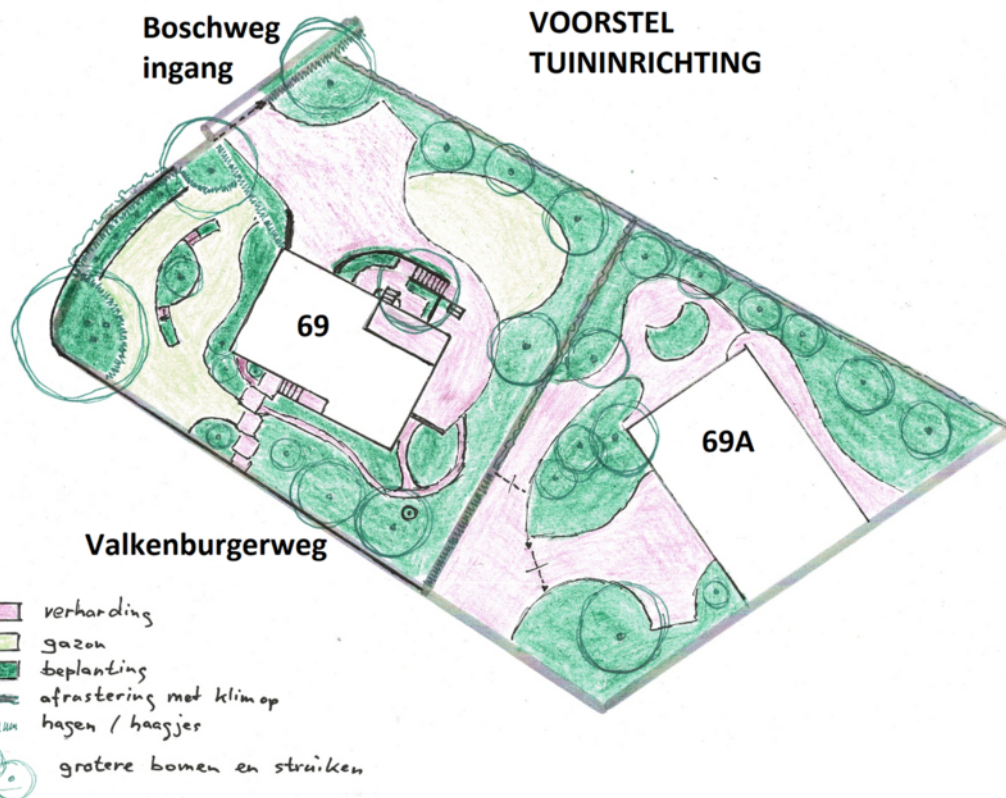 Boschweg
ingang
VOORSTEL
TUININRICHTING
69
69A
Valkenburgerweg
verharding
gazon
beplanting
afrastering met klimop
hagen / haagjes
grotere bomen en struiken